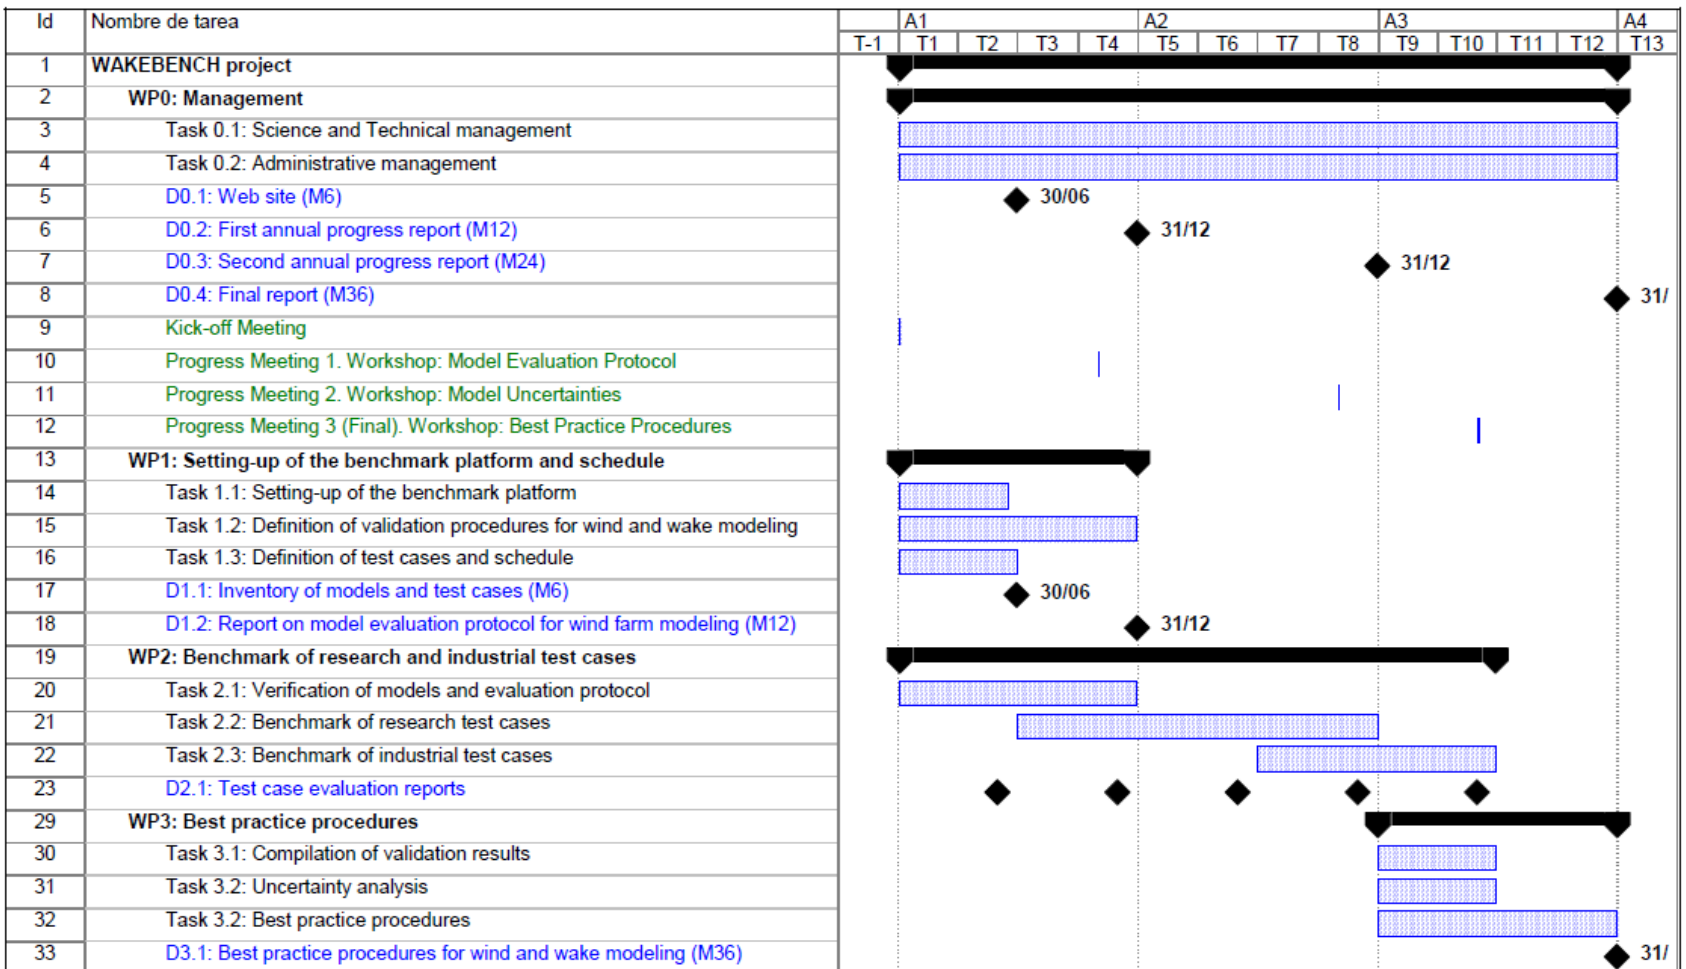 Id Nombre de tarea A1 A2 A3 A4
T-1 T1 T2 T3 T4 T5 T6 T7 T8 T9 T10 T11 T12 T13
1 WAKEBENCH project
2 WP0: Management
3 Task 0.1: Science and Technical management
4 Task 0.2: Administrative management
5 D0.1: Web site (M6) 30/06
6 D0.2: First annual progress report (M12) 31/12
7 D0.3: Second annual progress report (M24) 31/12
8 D0.4: Final report (M36) 31/
9 Kick-off Meeting
10 Progress Meeting 1. Workshop: Model Evaluation Protocol
11 Progress Meeting 2. Workshop: Model Uncertainties
12 Progress Meeting 3 (Final). Workshop: Best Practice Procedures
13 WP1: Setting-up of the benchmark platform and schedule
14 Task 1.1: Setting-up of the benchmark platform
15 Task 1.2: Definition of validation procedures for wind and wake modeling
16 Task 1.3: Definition of test cases and schedule
17 D1.1: Inventory of models and test cases (M6) 30/06
18 D1.2: Report on model evaluation protocol for wind farm modeling (M12) 31/12
19 WP2: Benchmark of research and industrial test cases
20 Task 2.1: Verification of models and evaluation protocol
21 Task 2.2: Benchmark of research test cases
22 Task 2.3: Benchmark of industrial test cases
23 D2.1: Test case evaluation reports
29 WP3: Best practice procedures
30 Task 3.1: Compilation of validation results
31 Task 3.2: Uncertainty analysis
32 Task 3.2: Best practice procedures
33 D3.1: Best practice procedures for wind and wake modeling (M36) 31/